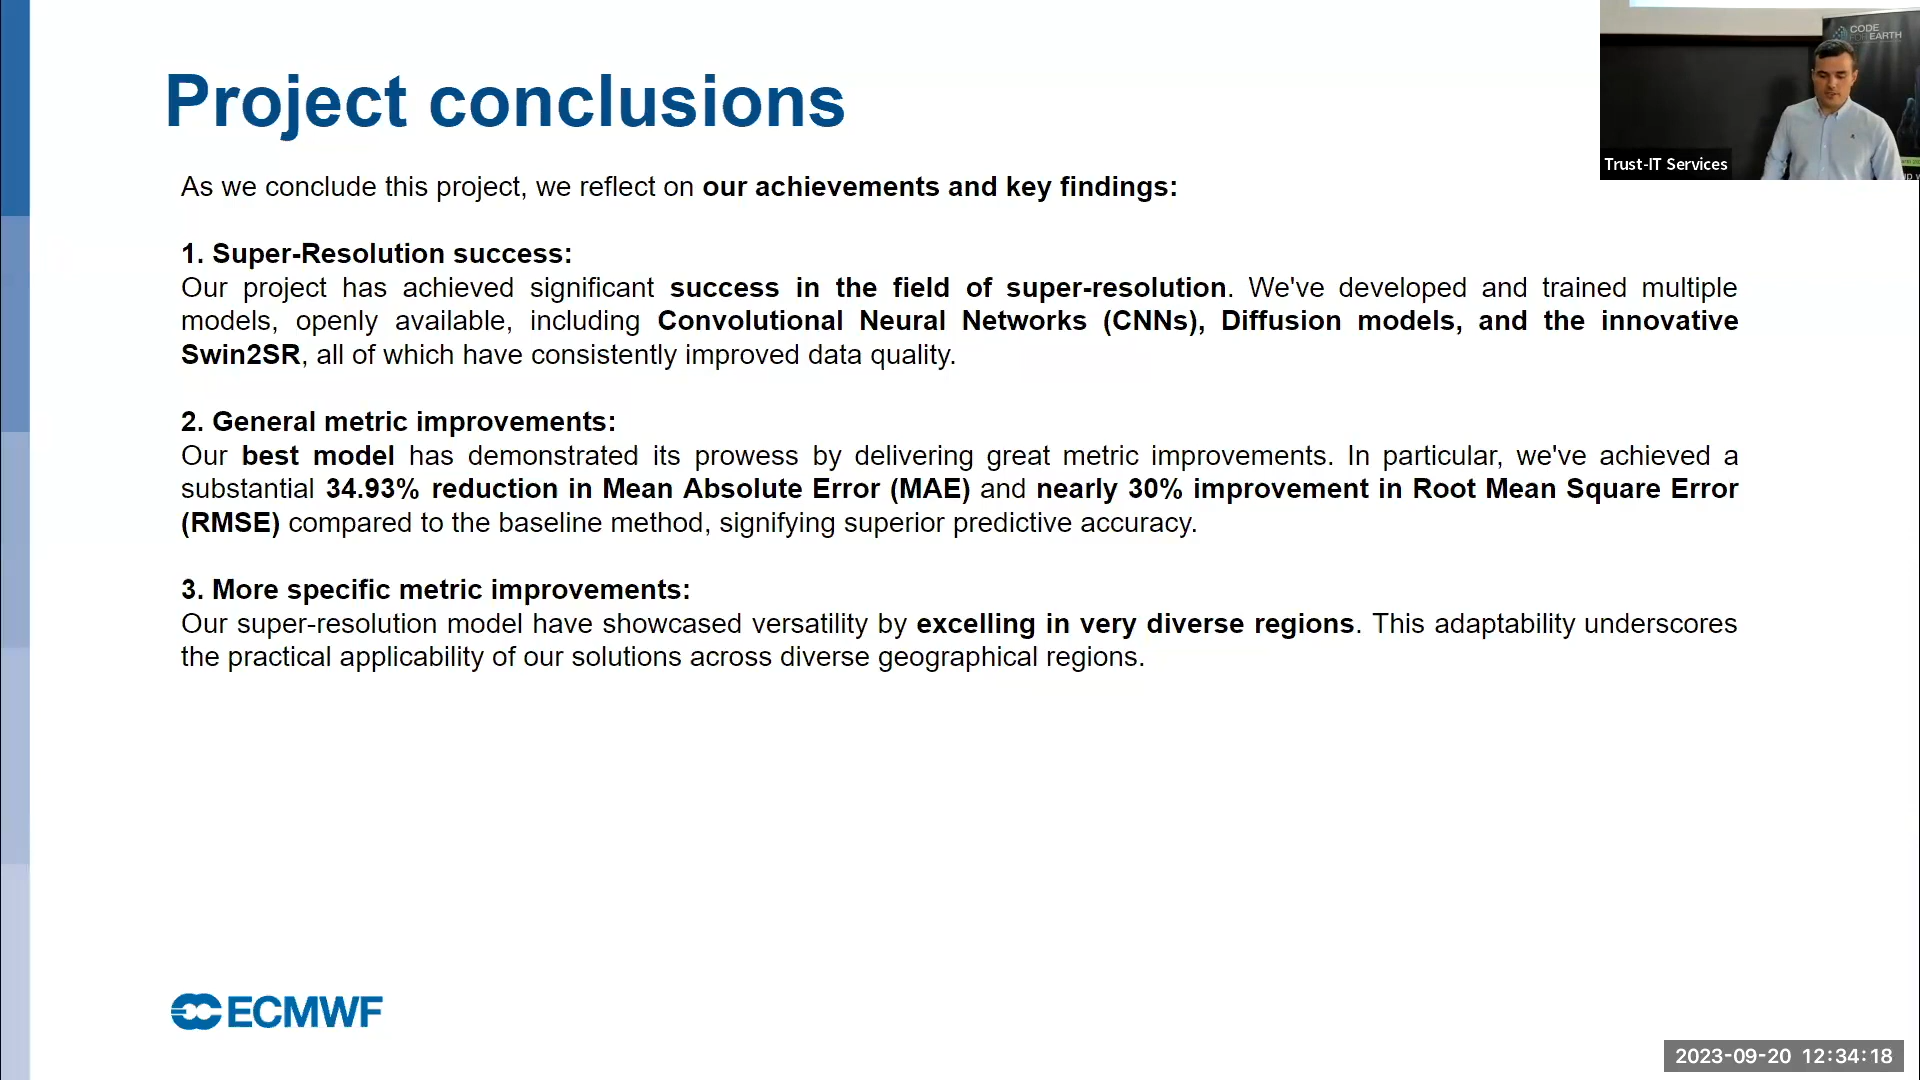 CODE
FOR EARTH
Trust-IT Services
Project conclusions
As we conclude this project, we reflect on our achievements and key findings:
1. Super-Resolution success:
Our project has achieved significant success in the field of super-resolution. We've developed and trained multiple
models, openly available, including Convolutional Neural Networks (CNNs), Diffusion models, and the innovative
Swin2SR, all of which have consistently improved data quality.
2. General metric improvements:
Our best model has demonstrated its prowess by delivering great metric improvements. In particular, we've achieved a
substantial 34.93% reduction in Mean Absolute Error (MAE) and nearly 30% improvement in Root Mean Square Error
(RMSE) compared to the baseline method, signifying superior predictive accuracy.
3. More specific metric improvements:
Our super-resolution model have showcased versatility by excelling in very diverse regions. This adaptability underscores
the practical applicability of our solutions across diverse geographical regions.
ECMWF
2023-09-20 12:34:18